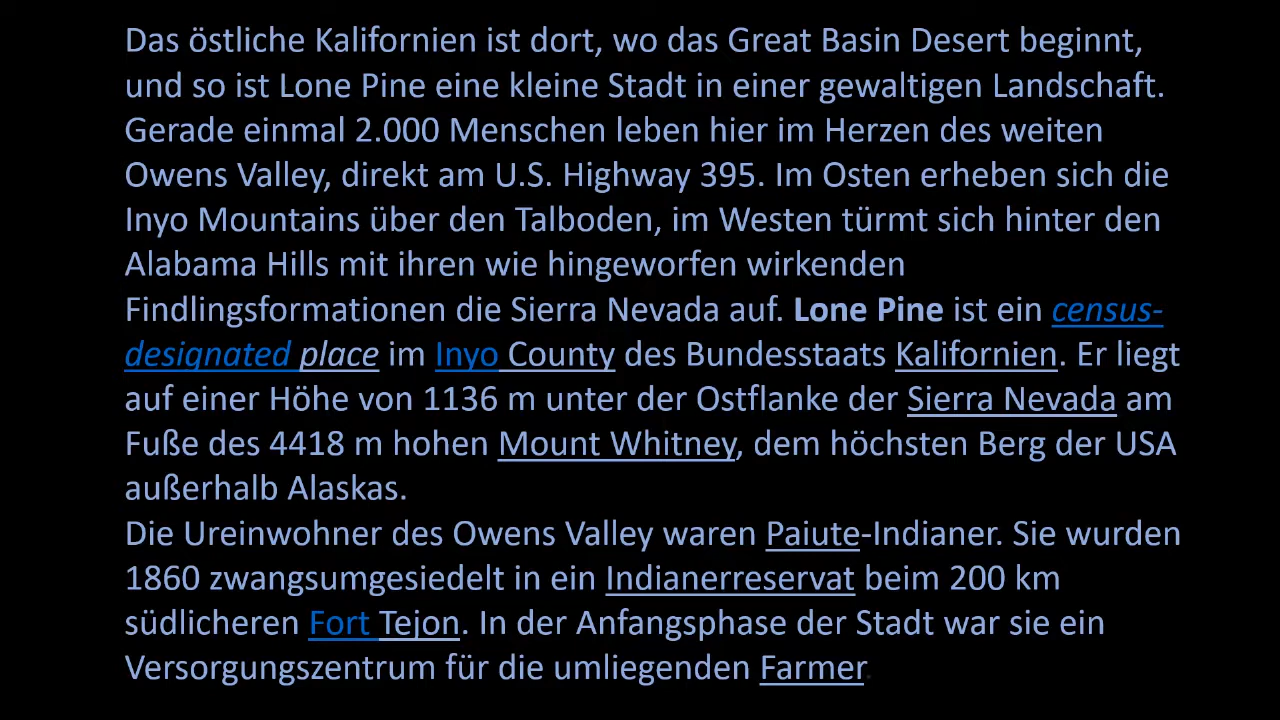 Das östliche Kalifornien ist dort, wo das Great Basin Desert beginnt,
und so ist Lone Pine eine kleine Stadt in einer gewaltigen Landschaft.
Gerade einmal 2.000 Menschen leben hier im Herzen des weiten
Owens Valley, direkt am U.S. Highway 395. Im Osten erheben sich die
Inyo Mountains über den Talboden, im Westen türmt sich hinter den
Alabama Hills mit ihren wie hingeworfen wirkenden
Findlingsformationen die Sierra Nevada auf. Lone Pine ist ein census-
designated place im Inyo County des Bundesstaats Kalifornien. Er liegt
auf einer Höhe von 1136 m unter der Ostflanke der Sierra Nevada am
Fuße des 4418 m hohen Mount Whitney, dem höchsten Berg der USA
außerhalb Alaskas.
Die Ureinwohner des Owens Valley waren Paiute-Indianer. Sie wurden
1860 zwangsumgesiedelt in ein Indianerreservat beim 200 km
südlicheren Fort Tejon. In der Anfangsphase der Stadt war sie ein
Versorgungszentrum für die umliegenden Farmer.